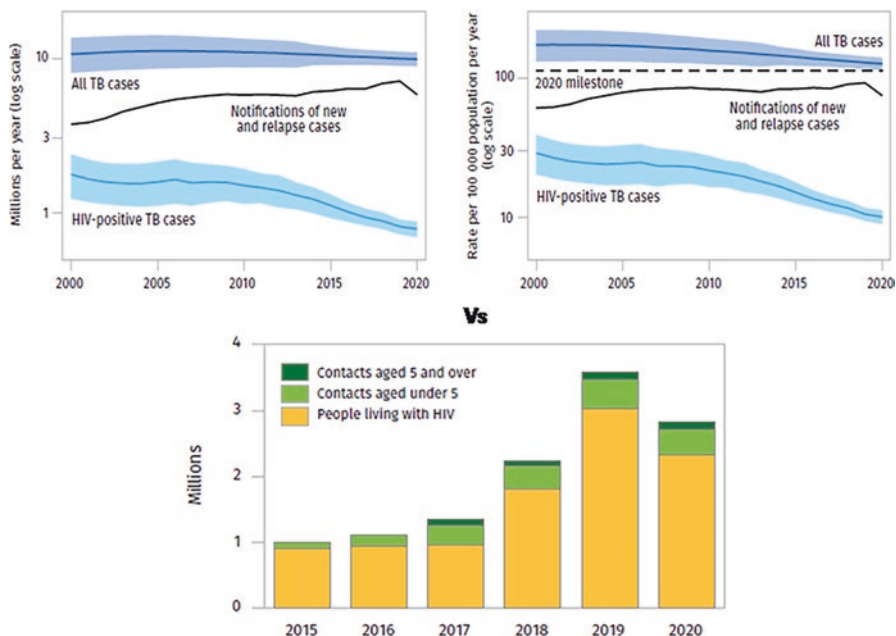 Millions per year (log scale)
10
3
1
All TB cases
Notifications of new
and relapse cases
HIV-positive TB cases
2000
2005
2010
2015
2020
Rate per 100 000 population per year
(log scale)
100
30
10
All TB cases
2020 milestone
Notifications of new
and relapse cases
HIV-positive TB cases
2000
2005
2010
2015
2020
Vs
Millions
4
3
2
1
0
Contacts aged 5 and over
Contacts aged under 5
People living with HIV
2015
2016
2017
2018
2019
2020